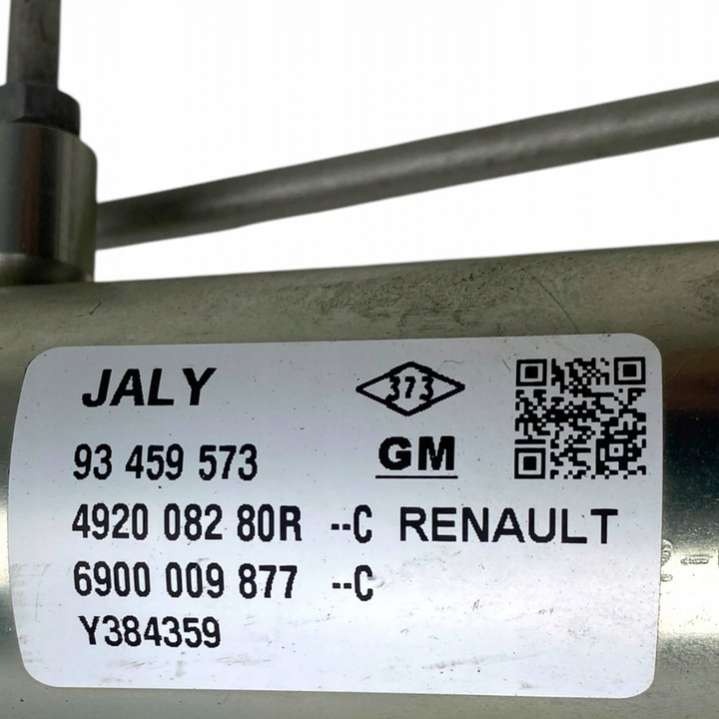 JALY
373
93 459 573
GM
4920 082 80R --C RENAULT
6900 009 877 --C
Y384359